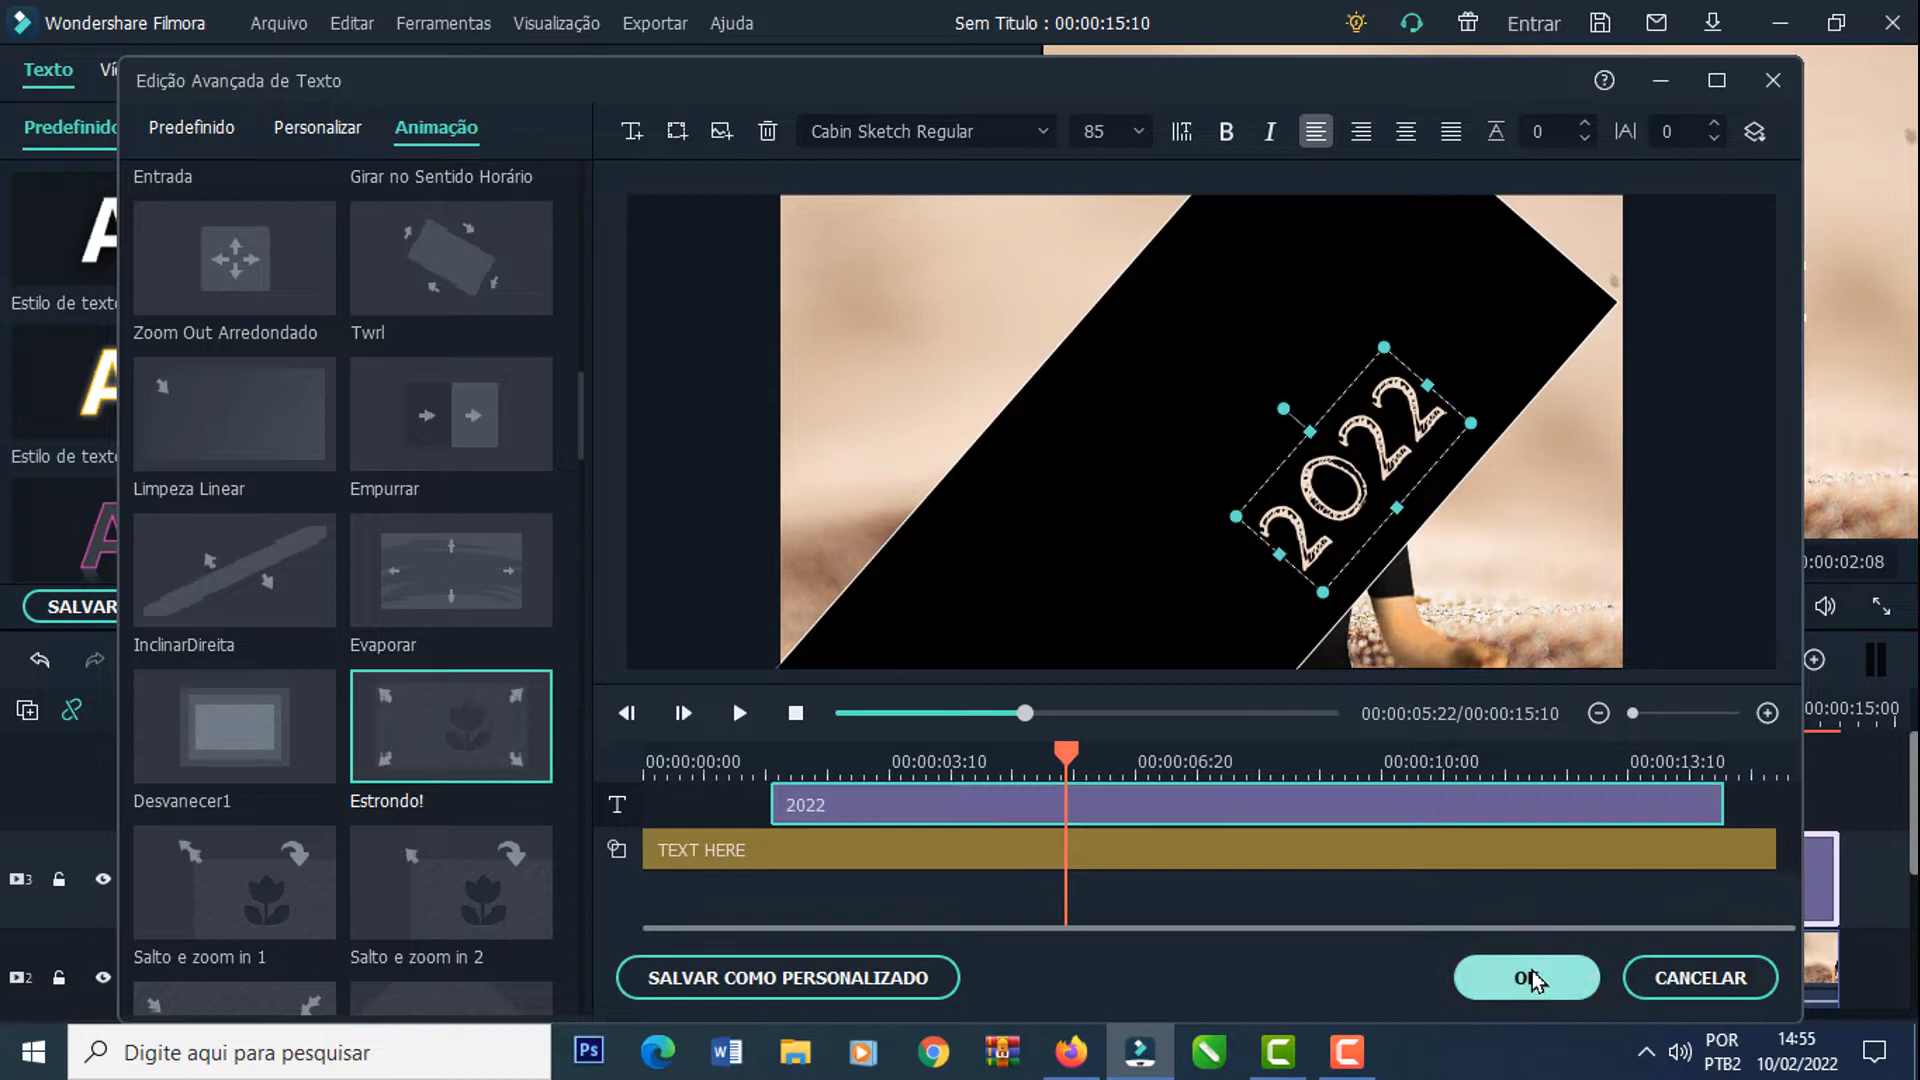 Wondershare Filmora
Arquivo
Editar
Ferramentas
Visualização
Exportar
Ajuda
Sem Titulo : 00:00:15:10
Entrar
Texto
Predefinido
Estilo de texto
Estilo de texto
SALVAR
Edição Avançada de Texto
Predefinido
Personalizar
Animação
Cabin Sketch Regular
85
B
I
0
0
Entrada
Girar no Sentido Horário
Zoom Out Arredondado
Twrl
Limpeza Linear
Empurrar
InclinarDireita
Evaporar
Desvanecer1
Estrondo!
Salto e zoom in 1
Salto e zoom in 2
2022
:00:00:02:08
00:00:05:22/00:00:15:10
00:00:00:00
00:00:03:10
00:00:06:20
00:00:10:00
00:00:13:10
00:00:15:00
2022
TEXT HERE
3
2
SALVAR COMO PERSONALIZADO
CANCELAR
Digite aqui para pesquisar
Ps
POR
PTB2
14:55
10/02/2022